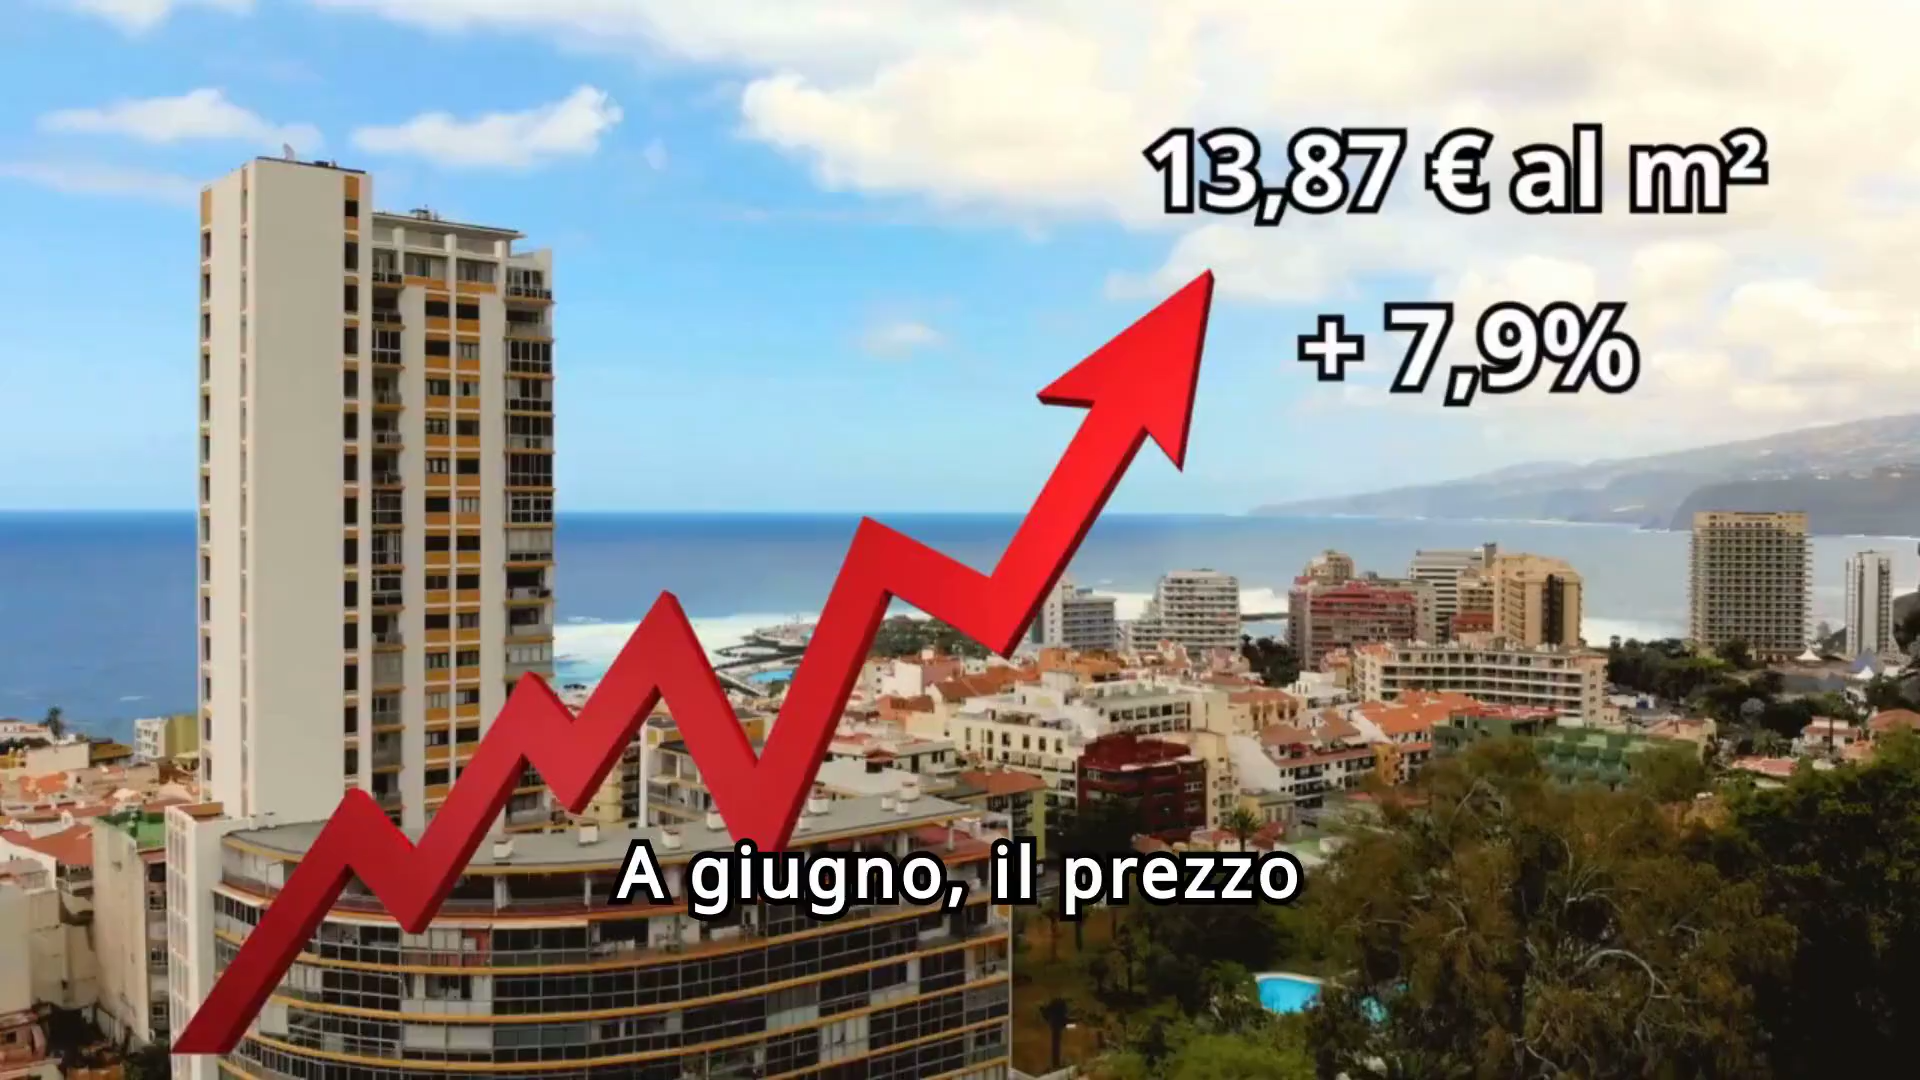 13,87 € al m²
+ 7,9%
A giugno, il prezzo